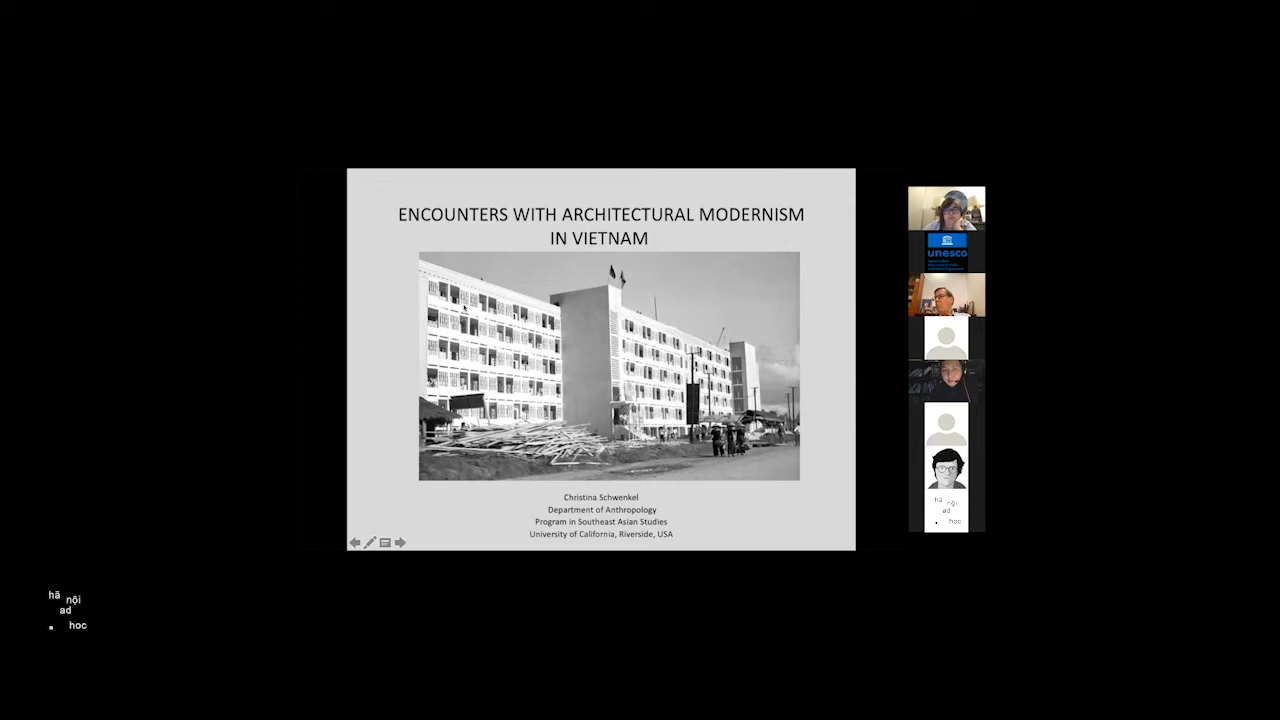 ENCOUNTERS WITH ARCHITECTURAL MODERNISM
IN VIETNAM
Christina Schwenkel
Department of Anthropology
Program in Southeast Asian Studies
University of California, Riverside, USA
unesco
hà
nội
ad
hoc
hà
nội
ad
hoc